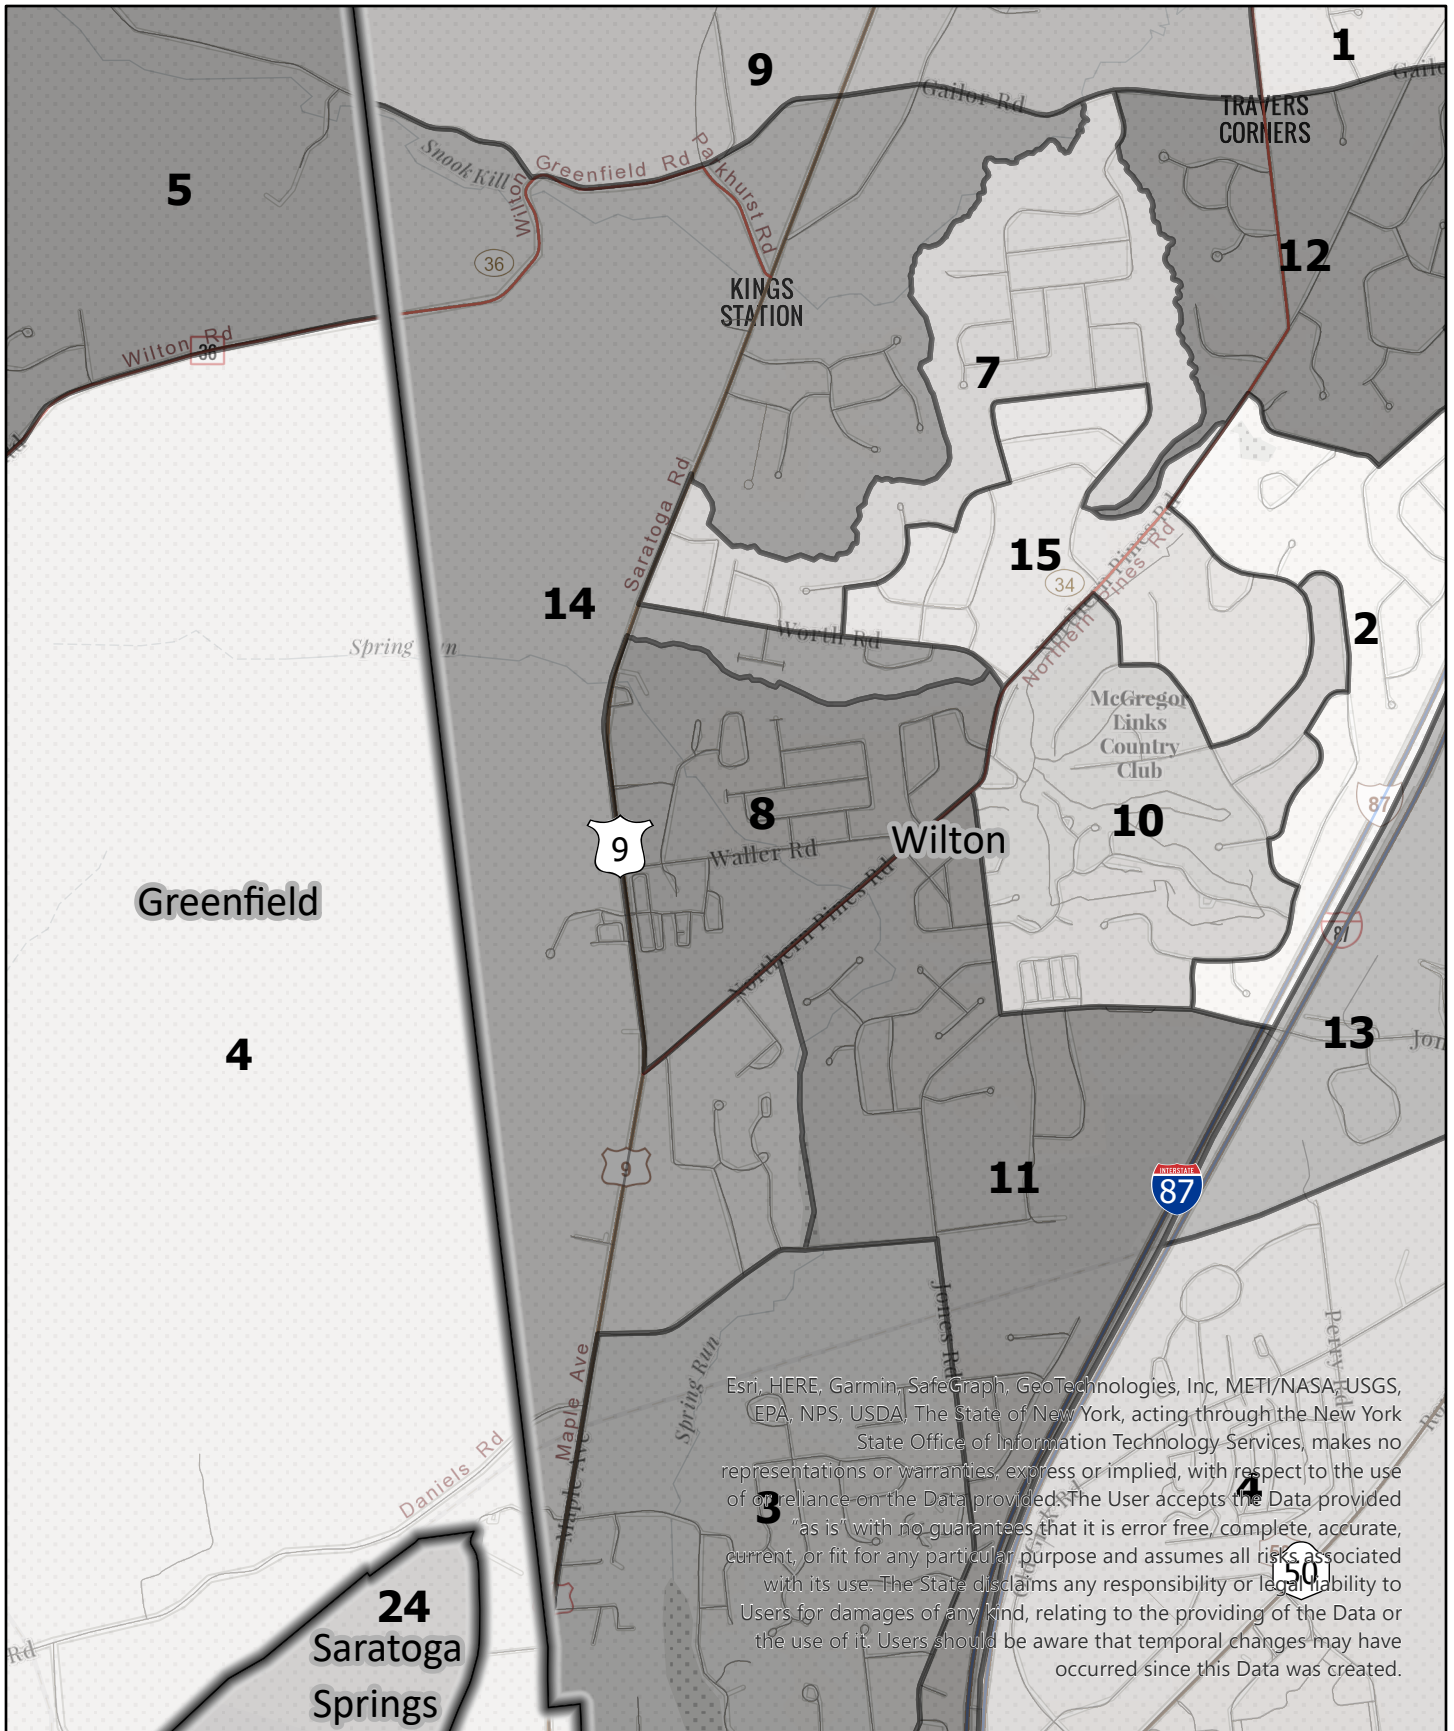 1
9
Gailor Rd
TRAVERS
CORNERS
Snook Kill
Greenfield Rd
Parkhurst Rd
5
Wilton
36
12
KINGS
STATION
Wilton Rd
36
7
Saratoga Rd
15
34
Northern Pines Rd
Northern Pines Rd
14
Worth Rd
2
Spring Run
McGregor
Links
Country
Club
87
8
10
Wilton
9
Waller Rd
Greenfield
87
Northern Pines Rd
4
13
9
11
INTERSTATE
87
Jones Rd
Perry Rd
Maple Ave
Spring Run
Esri, HERE, Garmin, SafeGraph, GeoTechnologies, Inc, METI/NASA, USGS,
EPA, NPS, USDA, The State of New York, acting through the New York
State Office of Information Technology Services, makes no
representations or warranties, express or implied, with respect to the use
of or reliance on the Data provided. The User accepts the Data provided
"as is" with no guarantees that it is error free, complete, accurate,
current, or fit for any particular purpose and assumes all risks associated
with its use. The State disclaims any responsibility or legal liability to
Users for damages of any kind, relating to the providing of the Data or
the use of it. Users should be aware that temporal changes may have
occurred since this Data was created.
Daniels Rd
Maple Ave
3
4
50
24
Saratoga
Springs
Rd